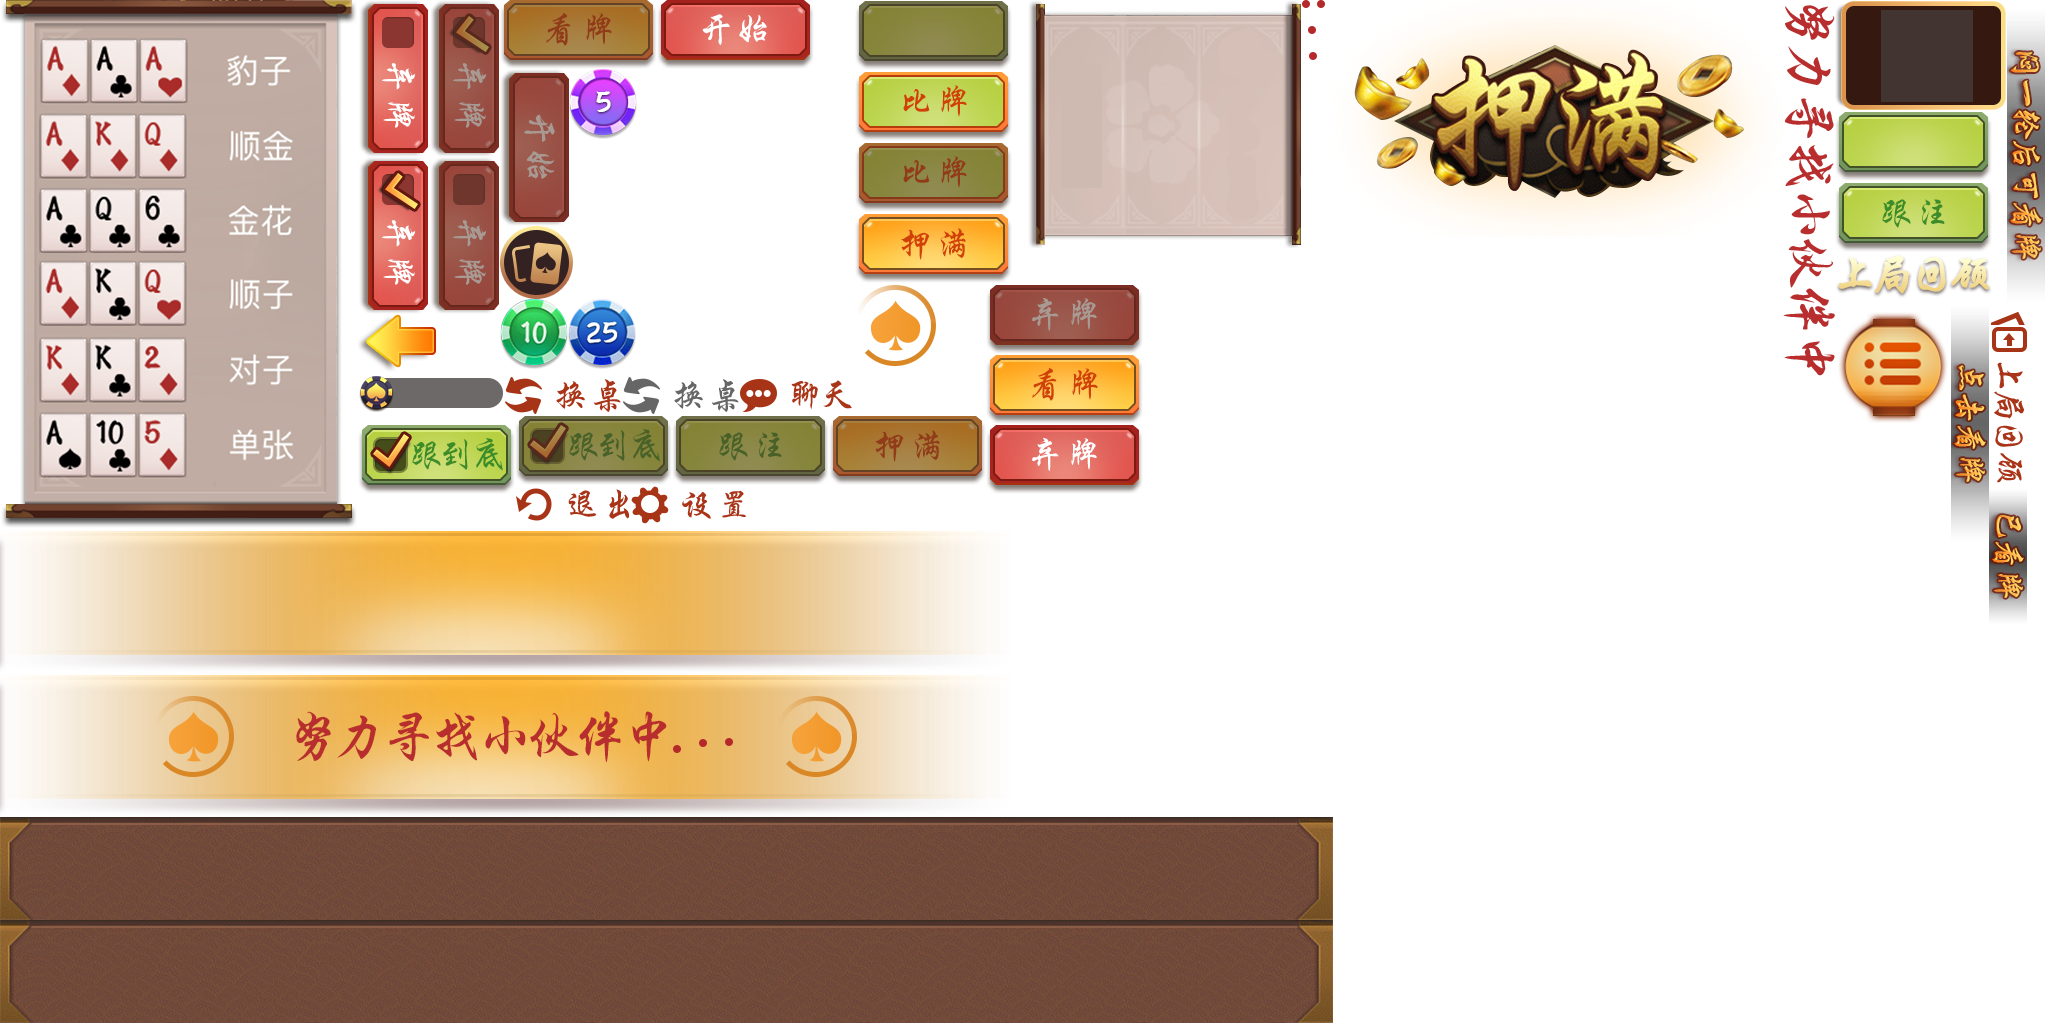 A A A 豹子
A K Q 顺金
A Q 6 金花
A K Q 顺子
K K 2 对子
A 10 5 单张
弃牌
弃牌
弃牌
弃牌
看牌
开始
开始
5
10
25
换桌
换桌
聊天
跟到底
跟到底
跟注
押满
退出
设置
比牌
比牌
押满
弃牌
看牌
弃牌
押满
努力寻找小伙伴中
跟注
上局回顾
闷一轮后可看牌
点击看牌
上局回顾
已看牌
努力寻找小伙伴中...